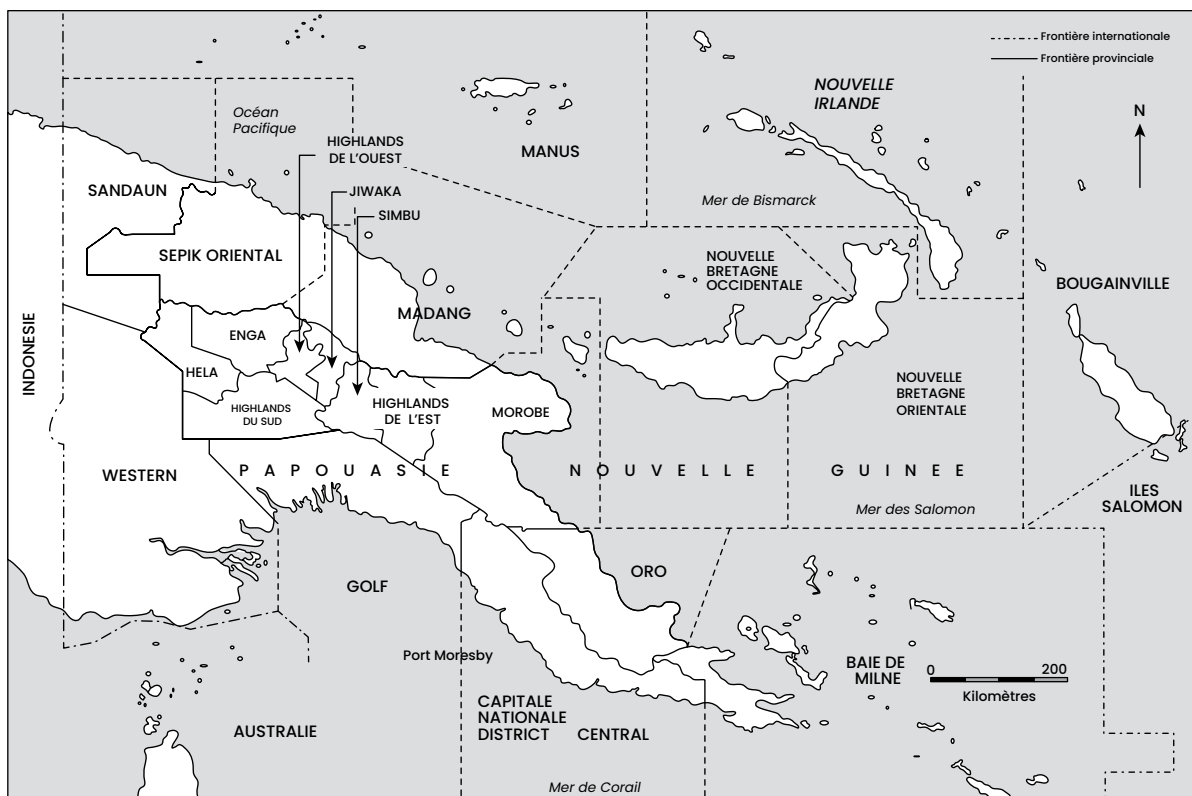 Frontière internationale
Frontière provinciale
N
NOUVELLE
IRLANDE
Océan
Pacifique
HIGHLANDS
DE L'OUEST
MANUS
SANDAUN
JIWAKA
SIMBU
Mer de Bismarck
SEPIK ORIENTAL
NOUVELLE
BRETAGNE
OCCIDENTALE
BOUGAINVILLE
MADANG
INDONESIE
ENGA
HELA
HIGHLANDS
DU SUD
HIGHLANDS
DE L'EST
MOROBE
NOUVELLE
BRETAGNE
ORIENTALE
WESTERN
PAPOUASIE NOUVELLE GUINEE
ILES
SALOMON
Mer des Salomon
GOLF
ORO
Port Moresby
BAIE DE
MILNE
0 200
Kilomètres
CAPITALE
NATIONALE
DISTRICT
CENTRAL
AUSTRALIE
Mer de Corail